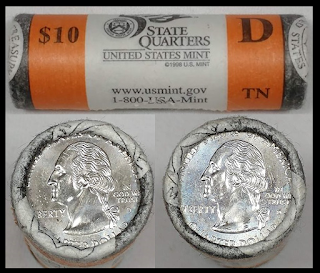 $10
STATE
QUARTERS
UNITED STATES MINT
©1998 U.S. MINT
www.usmint.gov
1-800-USA-Mint
D
TN
LIBERTY
IN
GOD WE
TRUST
LIBERTY
IN
GOD WE
TRUST